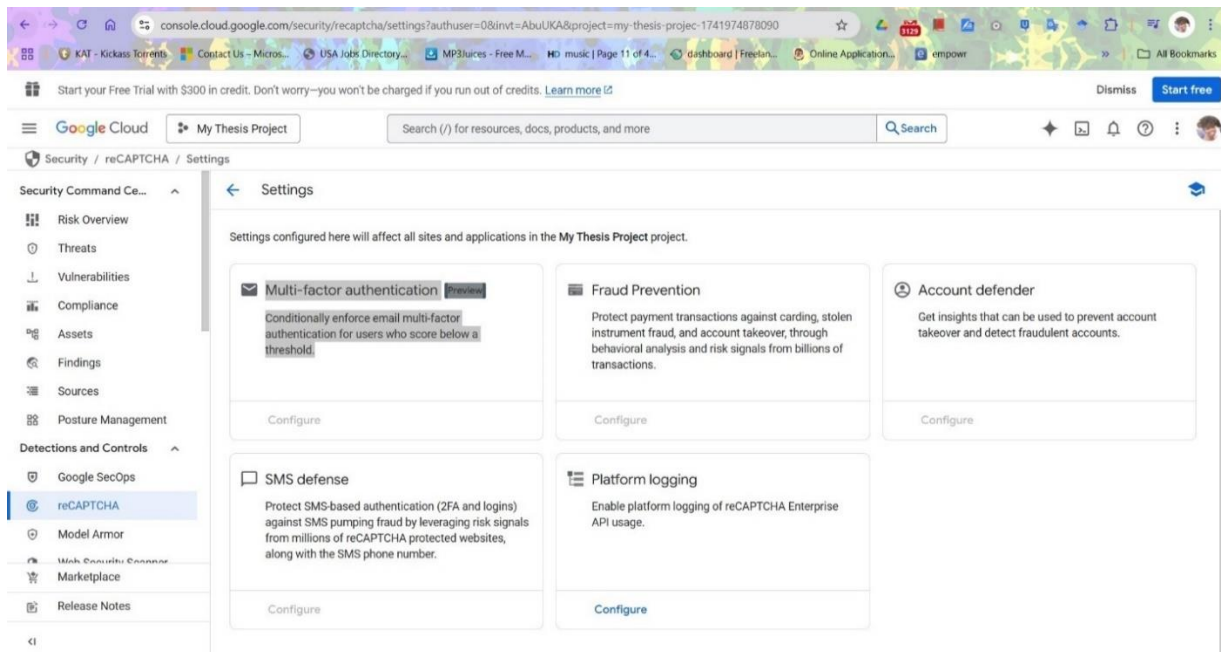 console.cloud.google.com/security/recaptcha/settings?authuser=0&invt=AbuUKA&project=my-thesis-projec-1741974878090
3129
KAT - Kickass Torrents Contact Us – Micros... USA Jobs Directory... MP3Juices - Free M... HD music | Page 11 of 4... dashboard | Freelan... Online Application... empowr » All Bookmarks
Start your Free Trial with $300 in credit. Don't worry—you won't be charged if you run out of credits. Learn more Dismiss Start free
Google Cloud My Thesis Project Search (/) for resources, docs, products, and more Search
Security / reCAPTCHA / Settings
Security Command Ce...
Risk Overview
Threats
Vulnerabilities
Compliance
Assets
Findings
Sources
Posture Management
Detections and Controls
Google SecOps
reCAPTCHA
Model Armor
Web Security Scanner
Marketplace
Release Notes
Settings
Settings configured here will affect all sites and applications in the My Thesis Project project.
Multi-factor authentication Preview
Conditionally enforce email multi-factor
authentication for users who score below a
threshold.
Configure
Fraud Prevention
Protect payment transactions against carding, stolen
instrument fraud, and account takeover, through
behavioral analysis and risk signals from billions of
transactions.
Configure
Account defender
Get insights that can be used to prevent account
takeover and detect fraudulent accounts.
Configure
SMS defense
Protect SMS-based authentication (2FA and logins)
against SMS pumping fraud by leveraging risk signals
from millions of reCAPTCHA protected websites,
along with the SMS phone number.
Configure
Platform logging
Enable platform logging of reCAPTCHA Enterprise
API usage.
Configure